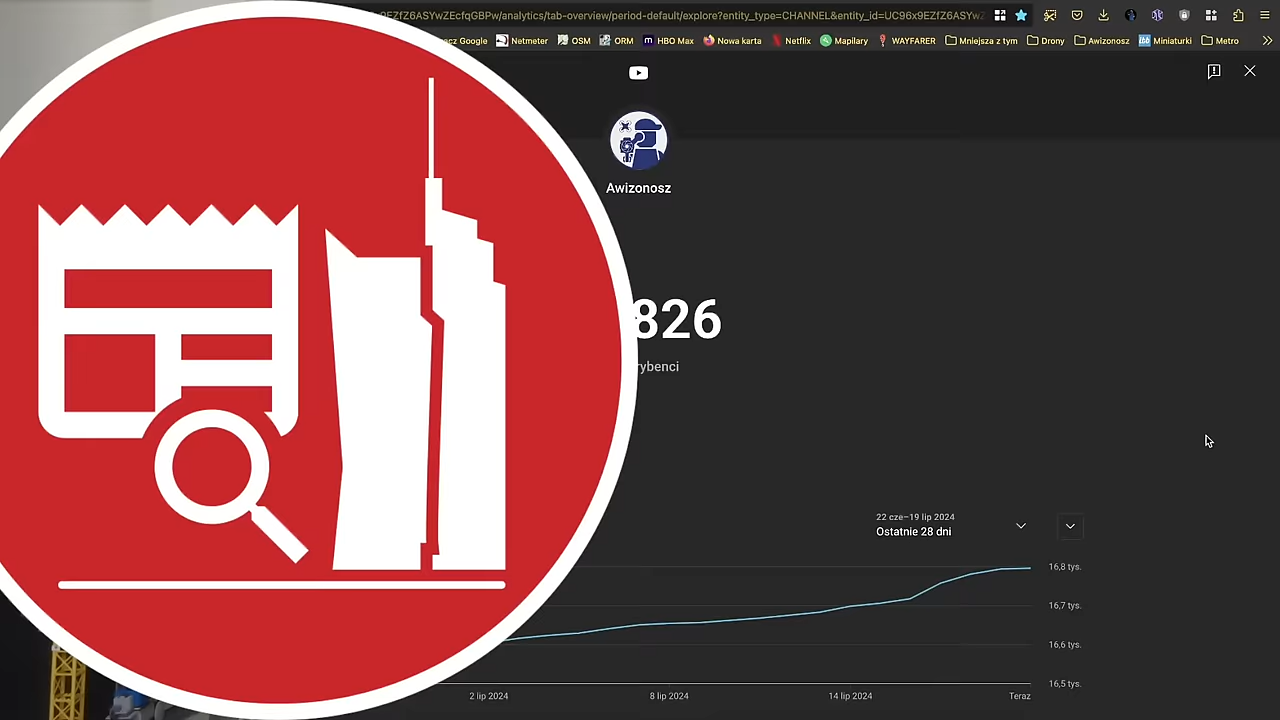 9EZfZ6ASYwZEcfqGBPw/analytics/tab-overview/period-default/explore?entity_type=CHANNEL&entity_id=UC96x9EZfZ6ASYwZ
cz Google Netmeter OSM ORM HBO Max Nowa karta Netflix Mapilary WAYFARER Mniejsza z tym Drony Awizonosz Miniaturki Metro
Awizonosz
826
rybenci
22 cze–19 lip 2024
Ostatnie 28 dni
16,8 tys.
16,7 tys.
16,6 tys.
16,5 tys.
2 lip 2024 8 lip 2024 14 lip 2024 Teraz